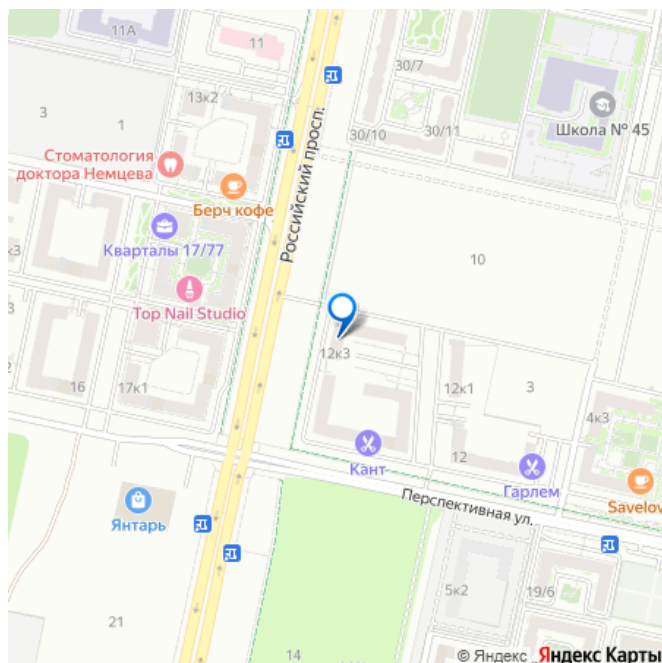 11А
11
30/7
13к2
3
1
30/10
30/11
Школа № 45
Стоматология
доктора Немцева
Берч кофе
Российский просп.
Кварталы 17/77
к3
10
Top Nail Studio
12к3
16
17к1
12к1
3
4к3
12
Кант
Гарлем
Savelov
Перспективная ул.
Янтарь
5к2
19/6
21
14
© Яндекс Яндекс Карты